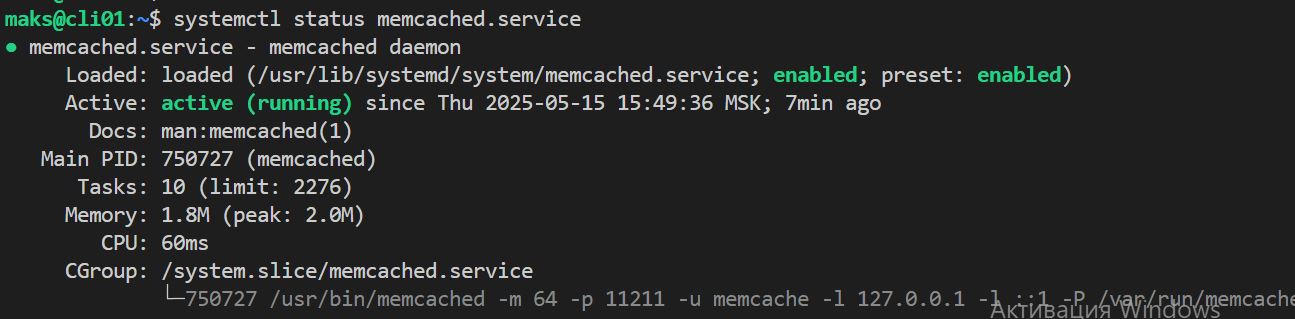 maks@cli01:~$ systemctl status memcached.service
● memcached.service - memcached daemon
Loaded: loaded (/usr/lib/systemd/system/memcached.service; enabled; preset: enabled)
Active: active (running) since Thu 2025-05-15 15:49:36 MSK; 7min ago
Docs: man:memcached(1)
Main PID: 750727 (memcached)
Tasks: 10 (limit: 2276)
Memory: 1.8M (peak: 2.0M)
CPU: 60ms
CGroup: /system.slice/memcached.service
└─750727 /usr/bin/memcached -m 64 -p 11211 -u memcache -l 127.0.0.1 -l ::1 -P /var/run/memcache
Активация Windows